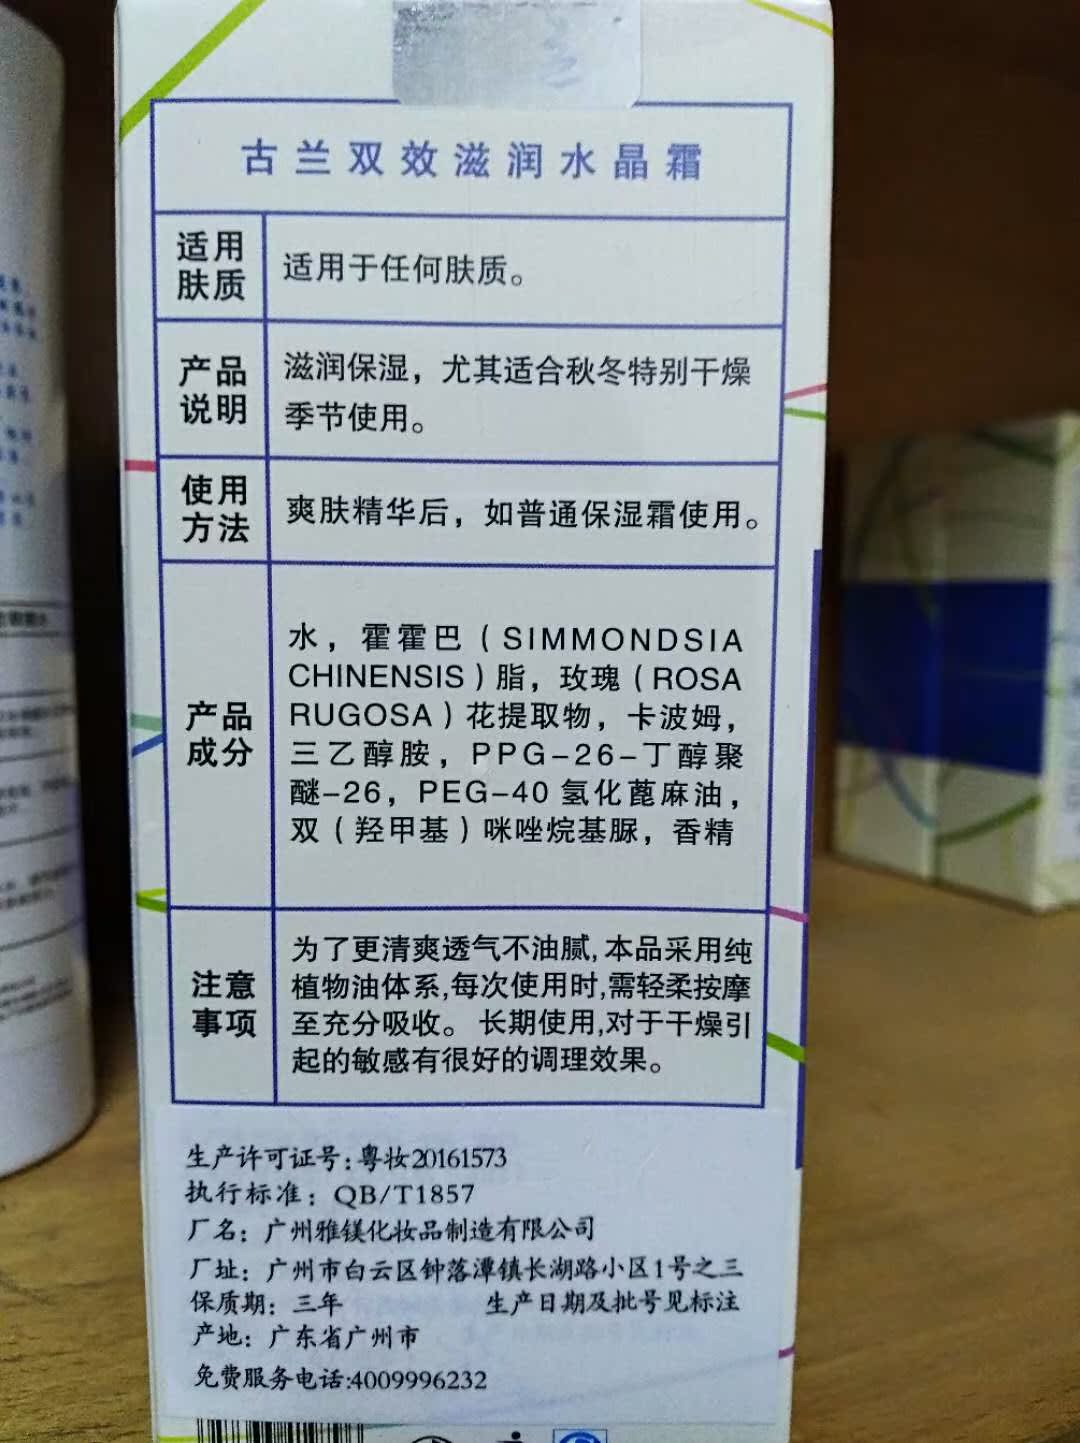 古兰双效滋润水晶霜
适用
肤质
适用于任何肤质。
产品
说明
滋润保湿，尤其适合秋冬特别干燥
季节使用。
使用
方法
爽肤精华后，如普通保湿霜使用。
产品
成分
水，霍霍巴（SIMMONDSIA
CHINENSIS）脂，玫瑰（ROSA
RUGOSA）花提取物，卡波姆，
三乙醇胺，PPG-26-丁醇聚
醚-26，PEG-40 氢化蓖麻油，
双（羟甲基）咪唑烷基脲，香精
注意
事项
为了更清爽透气不油腻,本品采用纯
植物油体系,每次使用时,需轻柔按摩
至充分吸收。长期使用,对于干燥引
起的敏感有很好的调理效果。
生产许可证号:粤妆20161573
执行标准：QB/T1857
厂名：广州雅镁化妆品制造有限公司
厂址：广州市白云区钟落潭镇长湖路小区1号之三
保质期：三年 生产日期及批号见标注
产地：广东省广州市
免费服务电话:4009996232